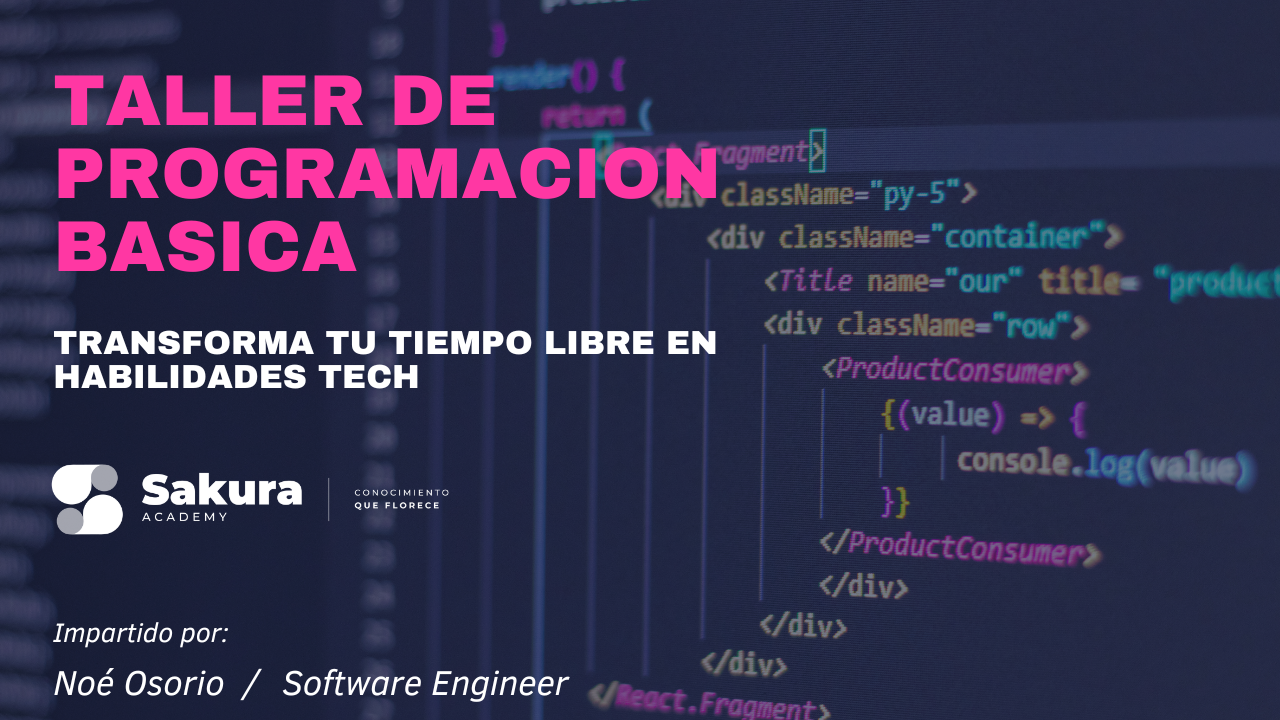 TALLER DE
PROGRAMACION
BASICA
TRANSFORMA TU TIEMPO LIBRE EN
HABILIDADES TECH
Sakura
ACADEMY
CONOCIMIENTO
QUE FLORECE
Impartido por:
Noé Osorio / Software Engineer
}
render() {
return (
<React.Fragment>
<div className="py-5">
<div className="container">
<Title name="our" title= "product
<div className="row">
<ProductConsumer>
{(value) => {
console.log(value)
}}
</ProductConsumer>
</div>
</div>
</div>
</React.Fragment>